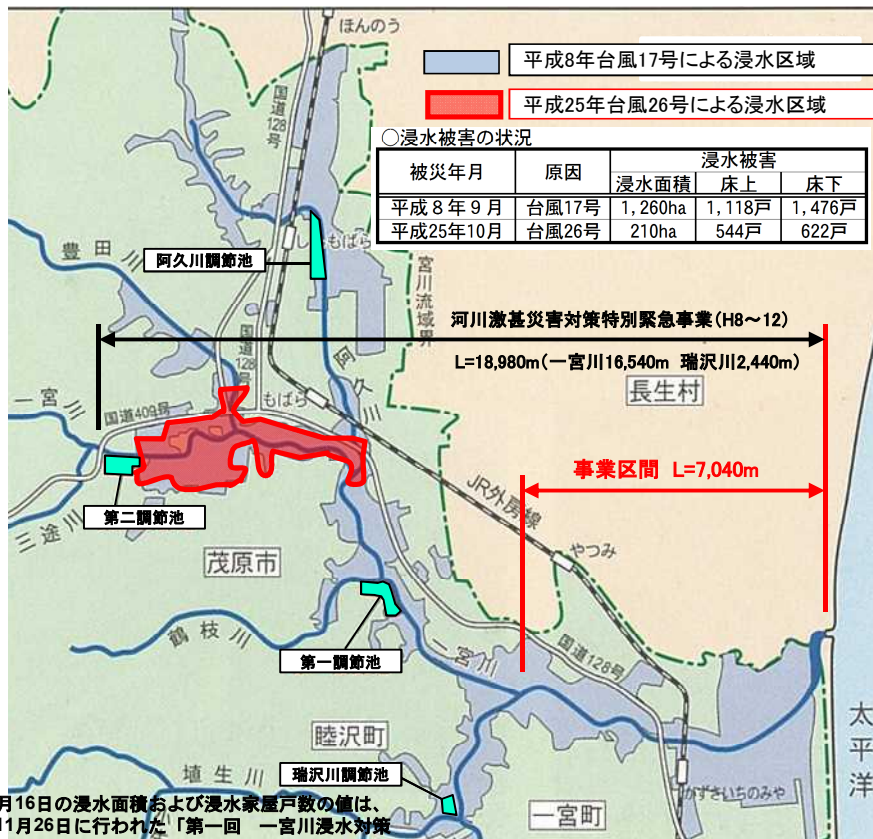 ほんのう
平成8年台風17号による浸水区域
平成25年台風26号による浸水区域
国道128号
○浸水被害の状況
被災年月 原因 浸水被害
浸水面積 床上 床下
平成8年9月 台風17号 1,260ha 1,118戸 1,476戸
平成25年10月 台風26号 210ha 544戸 622戸
豊田川
阿久川調節池
もばら
宮川流域界
河川激甚災害対策特別緊急事業(H8～12)
L=18,980m(一宮川16,540m 瑞沢川2,440m)
国道128号
阿久川
長生村
一宮川
国道409号
もばら
事業区間 L=7,040m
JR外房線
第二調節池
三途川
やつみ
茂原市
鶴枝川
第一調節池
一宮川
国道128号
太平洋
睦沢町
埴生川
瑞沢川調節池
かずさいちのみや
一宮町
月16日の浸水面積および浸水家屋戸数の値は、
1月26日に行われた「第一回 一宮川浸水対策